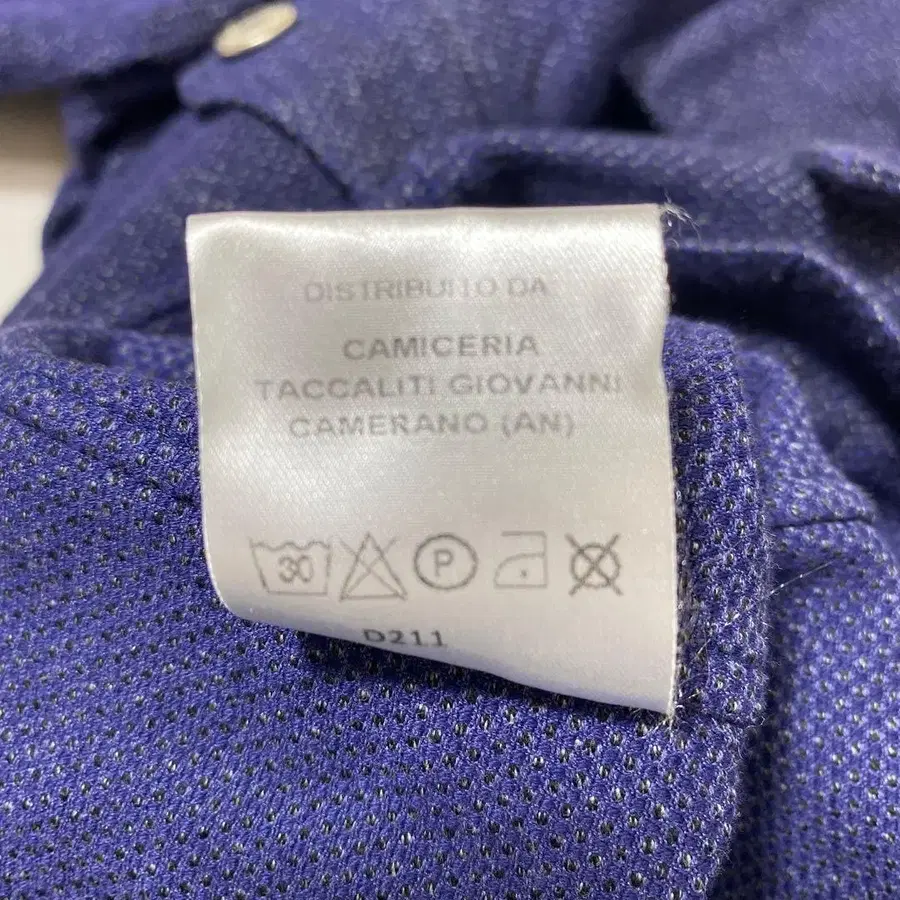 DISTRIBUITO DA
CAMICERIA
TACCALITI GIOVANNI
CAMERANO (AN)
30 P
D211